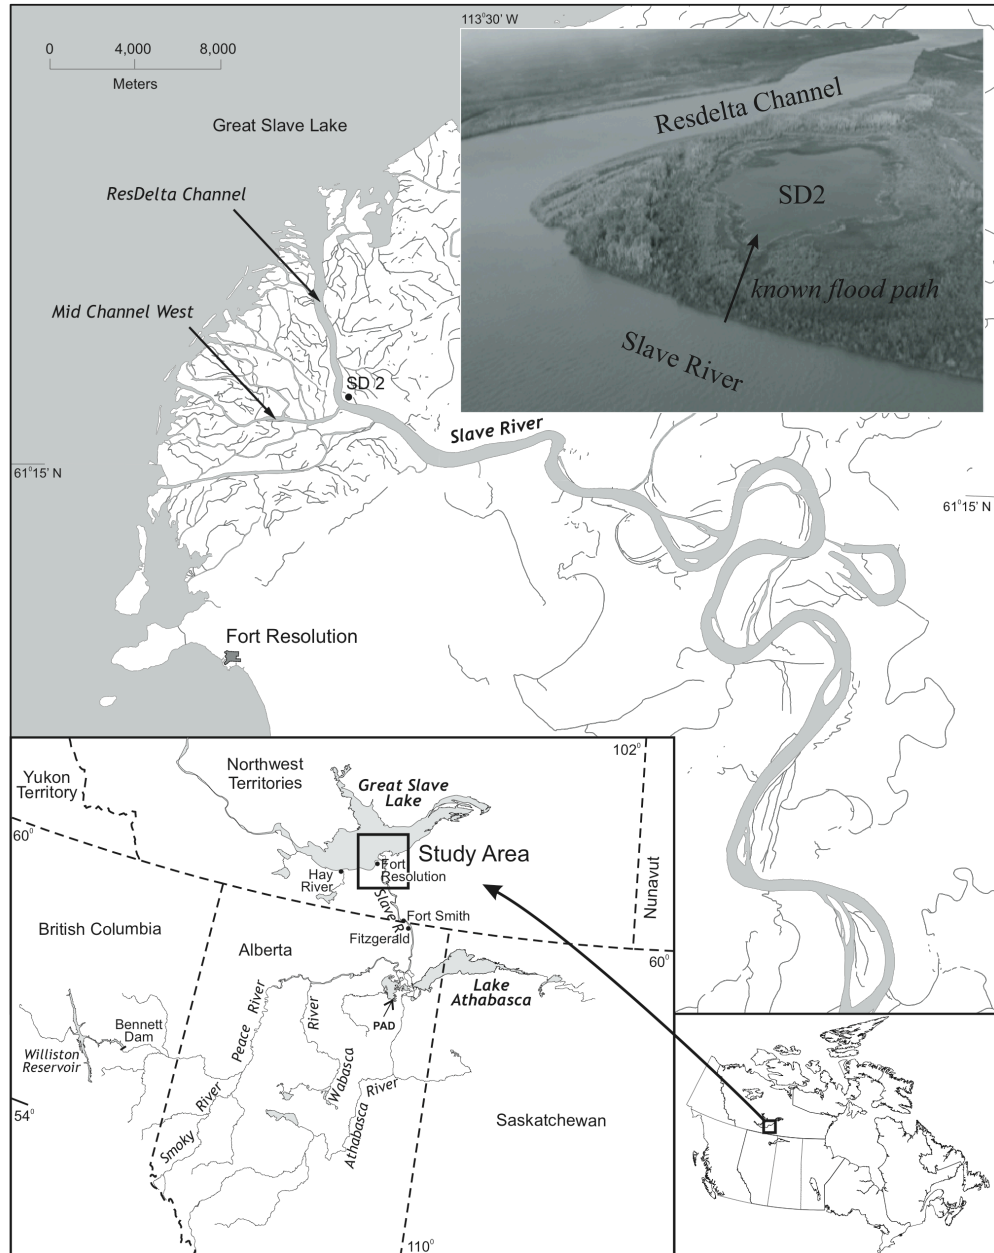 113°30' W
0 4,000 8,000
Meters
Great Slave Lake
ResDelta Channel
Mid Channel West
SD 2
Slave River
61°15' N
61°15' N
Fort Resolution
Resdelta Channel
SD2
known flood path
Slave River
102°
Yukon
Territory
Northwest
Territories
Great Slave
Lake
60°
Study Area
Fort
Resolution
Hay
River
Slave R.
Fort Smith
Fitzgerald
Nunavut
60°
British Columbia
Alberta
Lake
Athabasca
PAD
Peace River
River
Wabasca
Bennett
Dam
Williston
Reservoir
Smoky River
Athabasca River
54°
Saskatchewan
110°